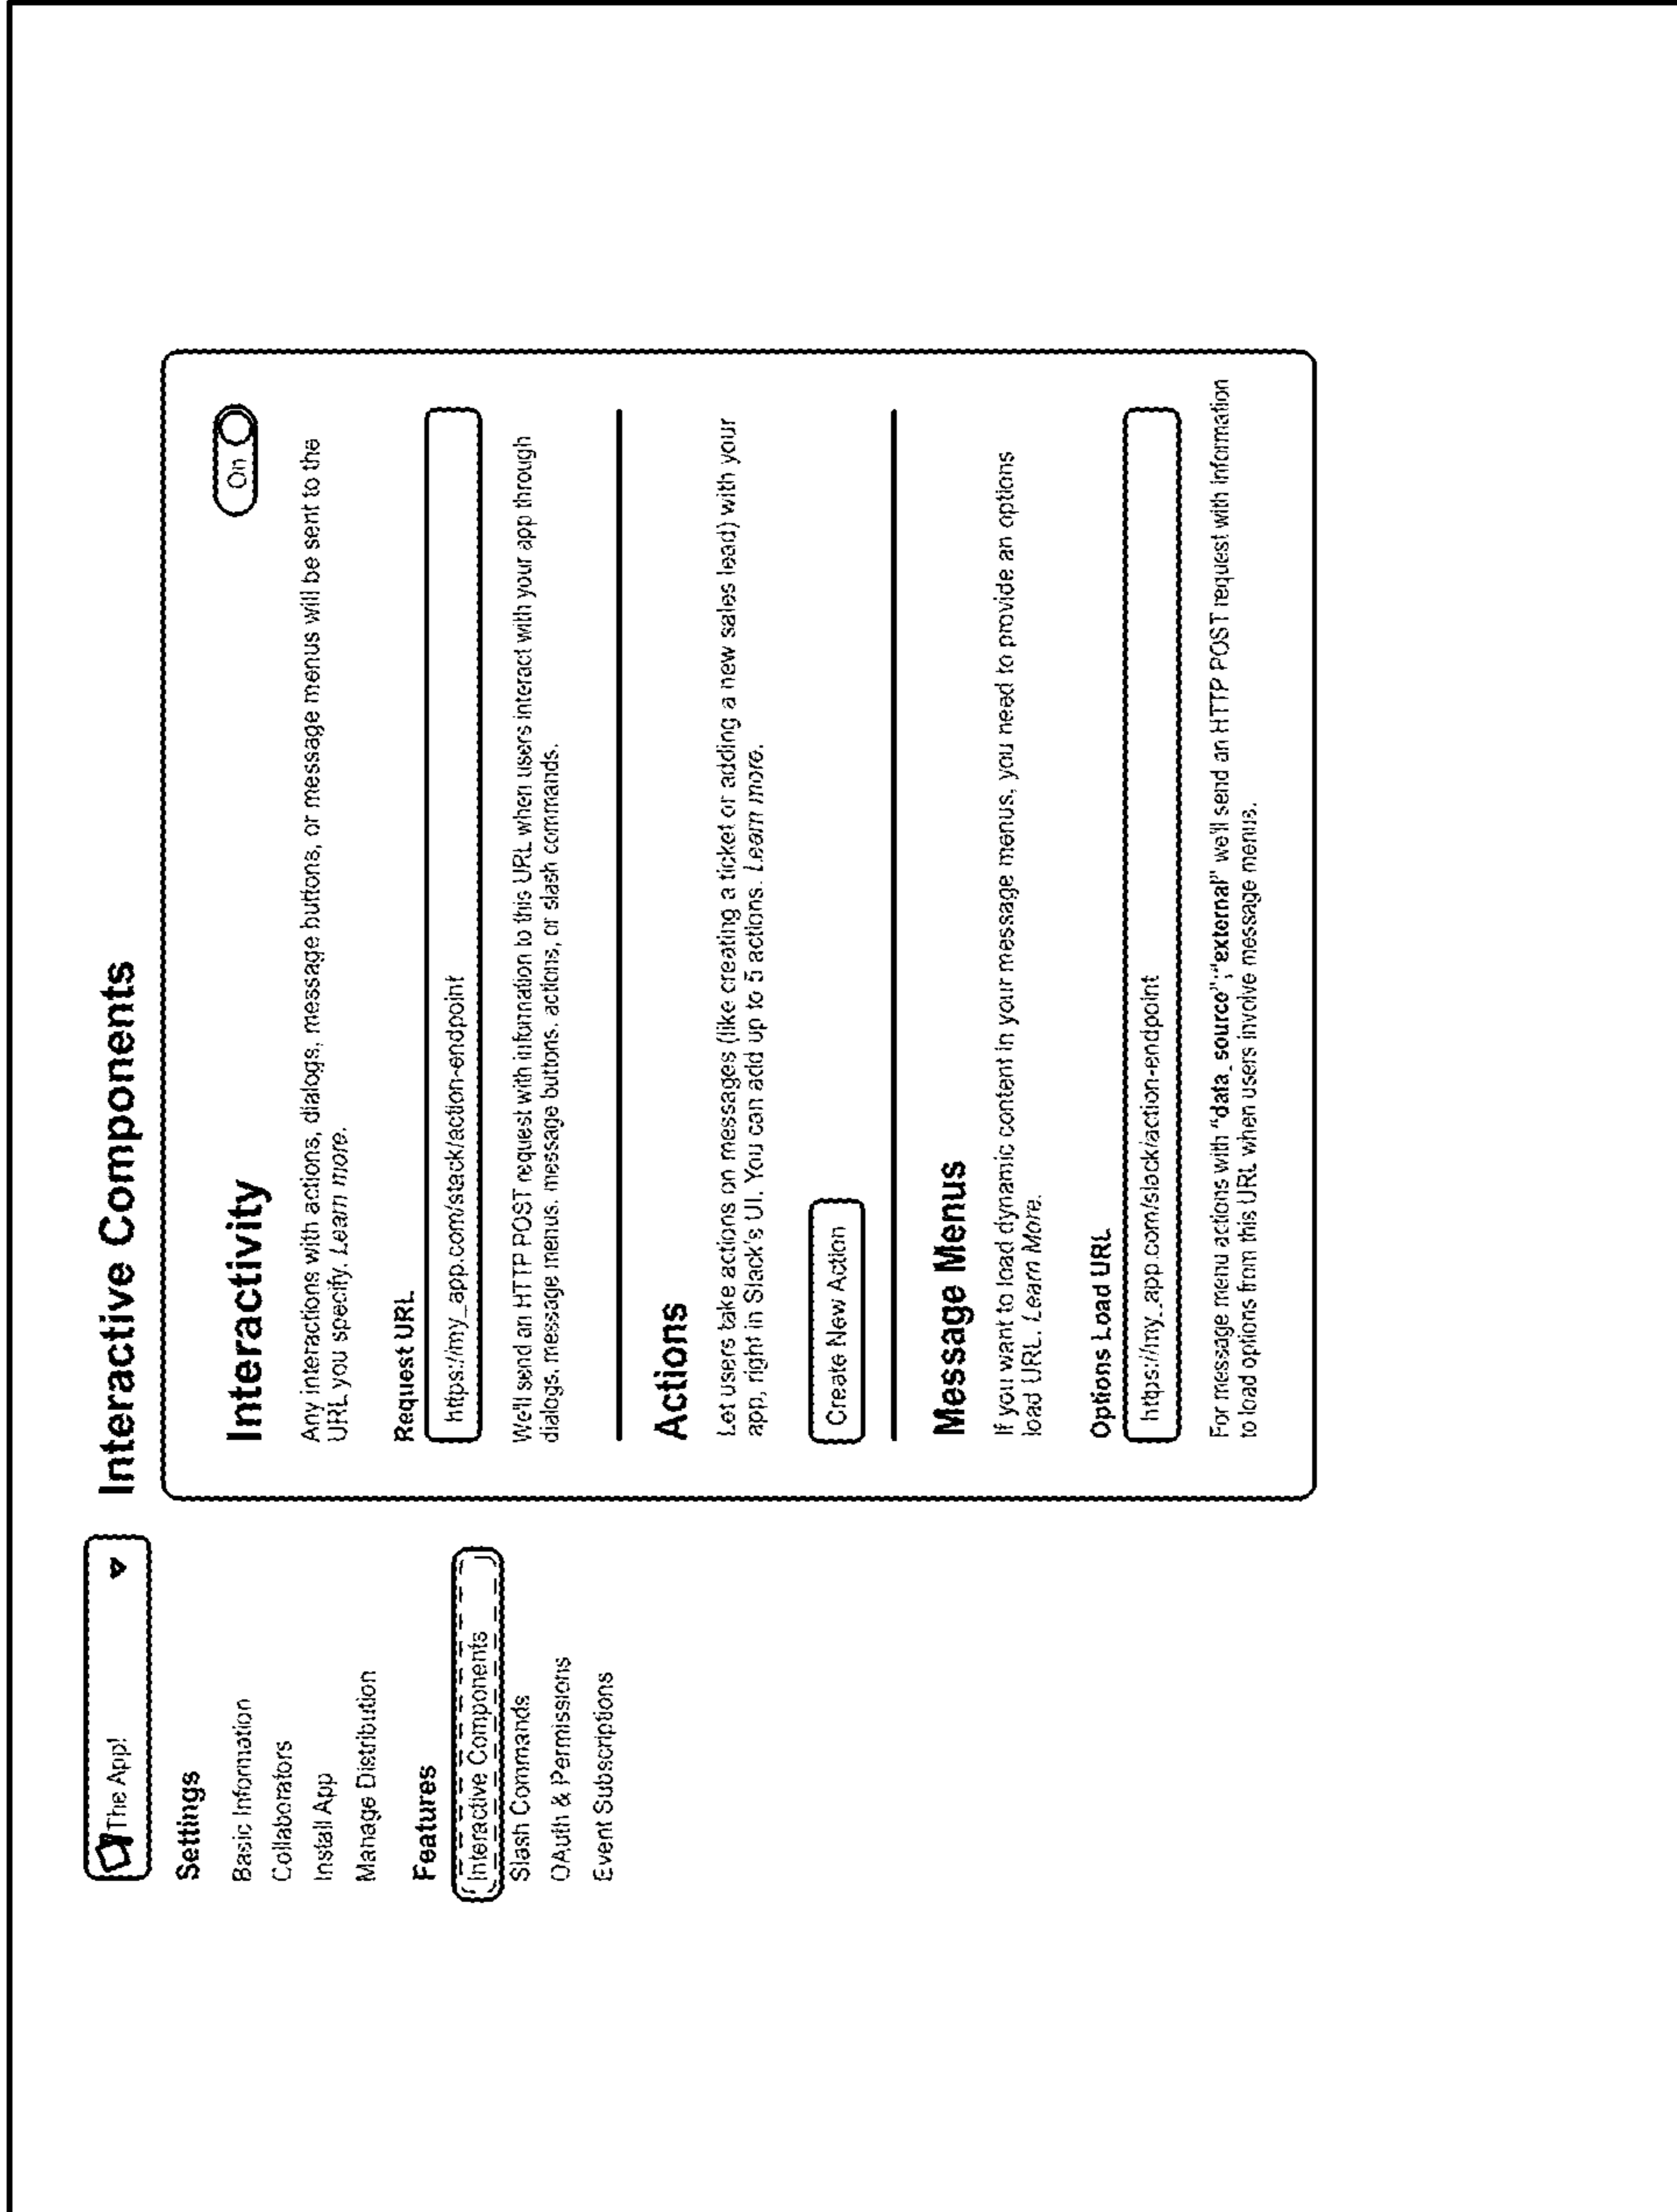 The App!
Settings
Basic Information
Collaborators
Install App
Manage Distribution
Features
Interactive Components
Slash Commands
OAuth & Permissions
Event Subscriptions
Interactive Components
Interactivity
On
Any interactions with actions, dialogs, message buttons, or message menus will be sent to the
URL you specify. Learn more.
Request URL
https://my_app.com/stack/action-endpoint
We'll send an HTTP POST request with information to this URL when users interact with your app through
dialogs, message menus, message buttons, actions, or slash commands.
Actions
Let users take actions on messages (like creating a ticket or adding a new sales lead) with your
app, right in Slack's UI. You can add up to 5 actions. Learn more.
Create New Action
Message Menus
If you want to load dynamic content in your message menus, you need to provide an options
load URL. Learn More.
Options Load URL
https://my_app.com/slack/action-endpoint
For message menu actions with "data_source";"external" we'll send an HTTP POST request with information
to load options from this URL when users involve message menus.